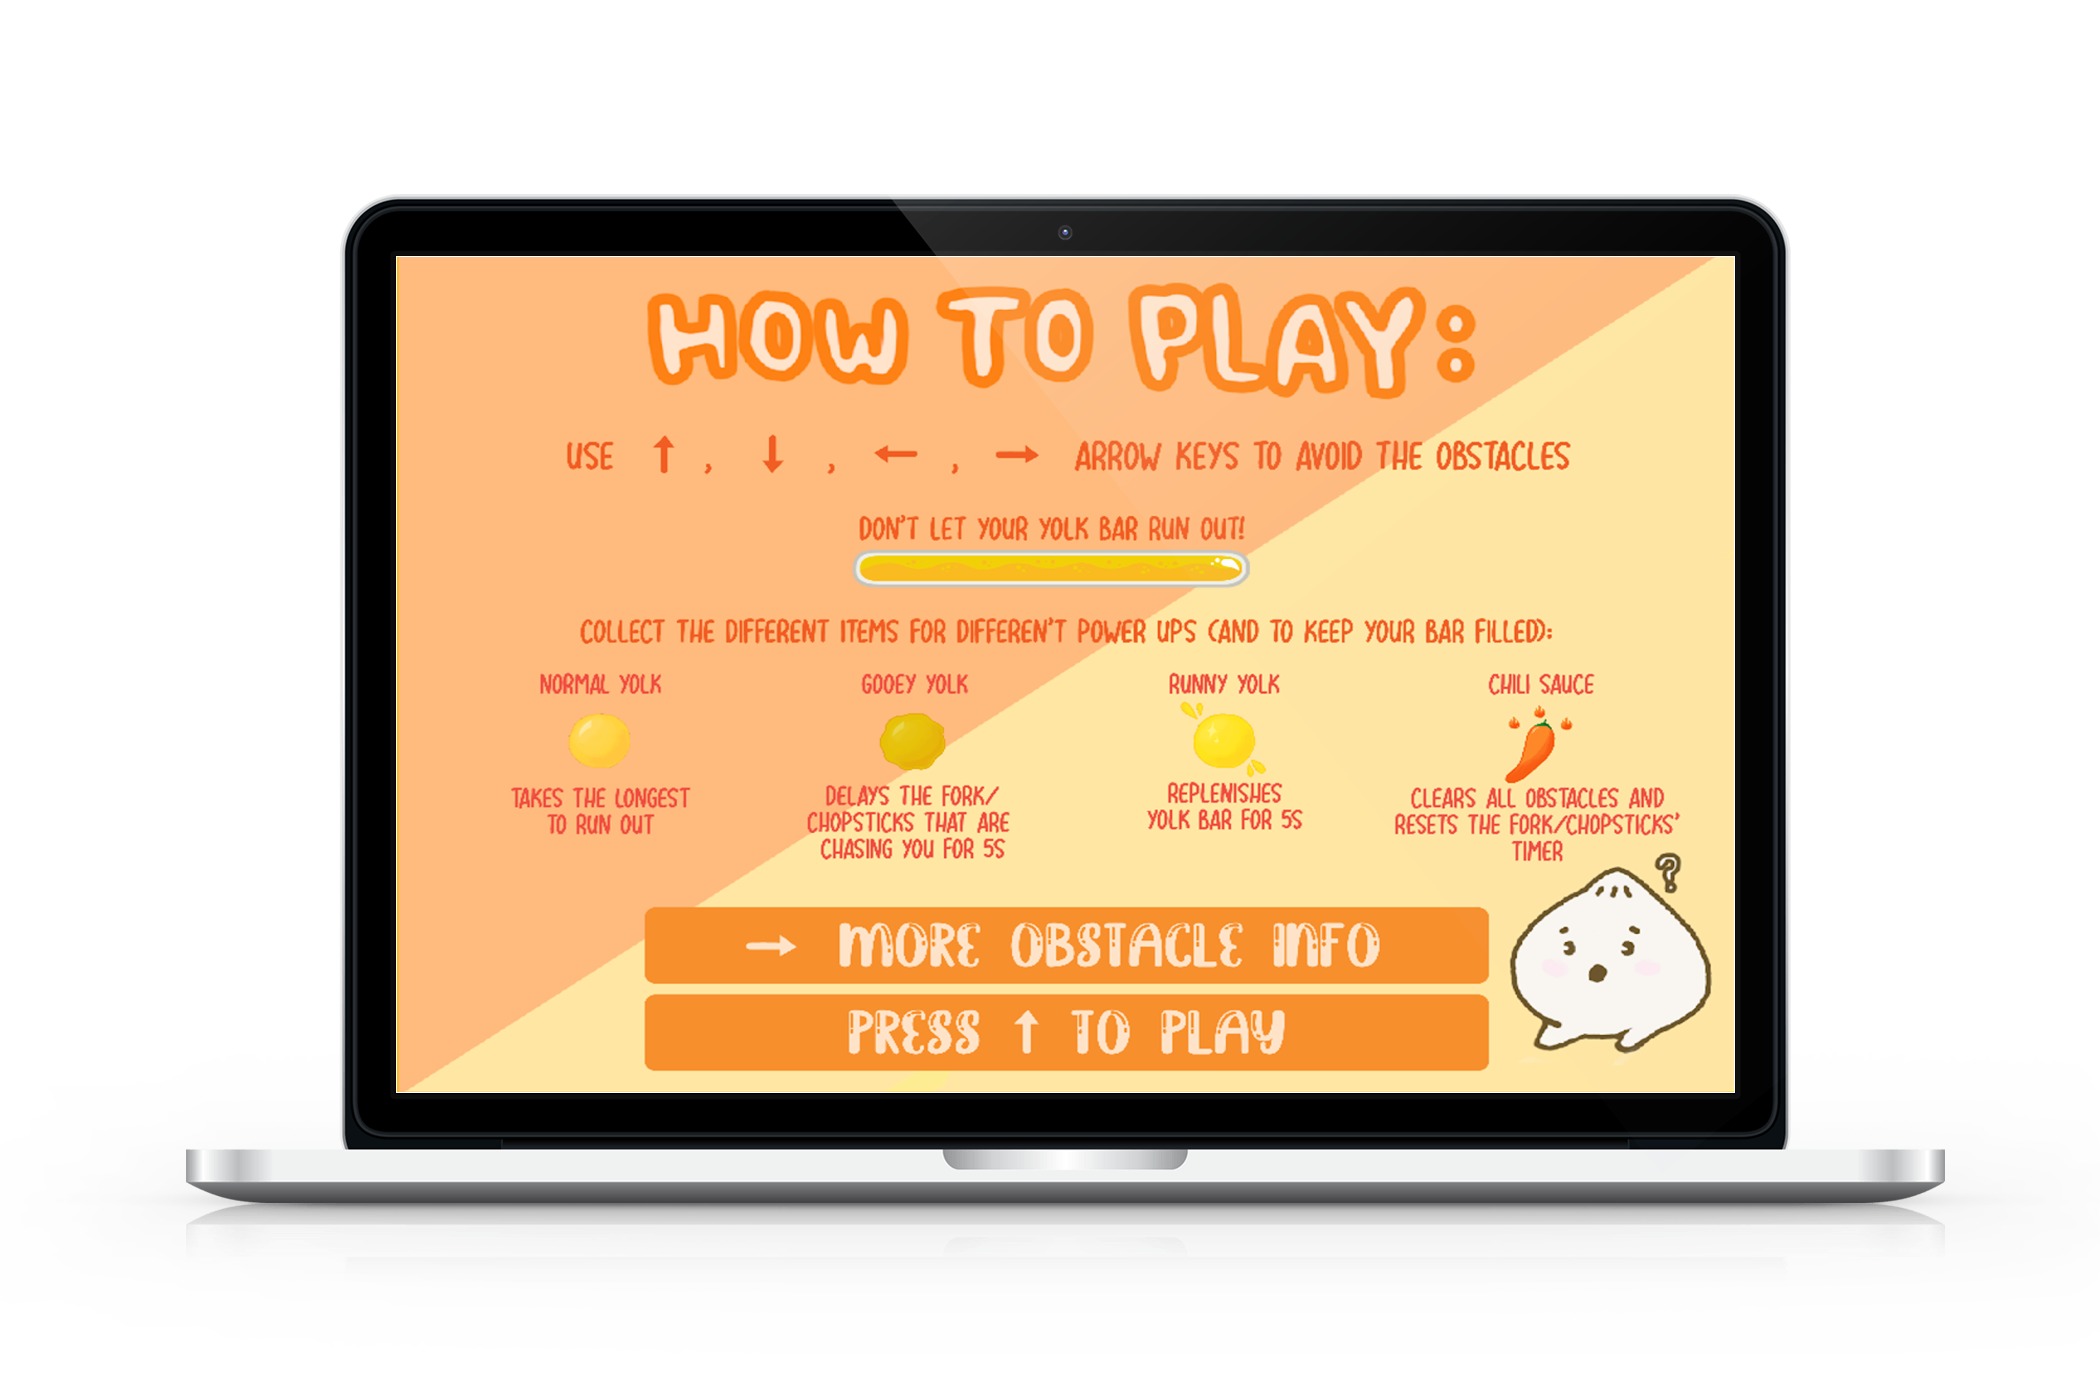 HOW TO PLAY:
USE ↑, ↓, ←, → ARROW KEYS TO AVOID THE OBSTACLES
DON'T LET YOUR YOLK BAR RUN OUT!
COLLECT THE DIFFERENT ITEMS FOR DIFFEREN'T POWER UPS (AND TO KEEP YOUR BAR FILLED):
NORMAL YOLK
TAKES THE LONGEST
TO RUN OUT
GOOEY YOLK
DELAYS THE FORK/
CHOPSTICKS THAT ARE
CHASING YOU FOR 5S
RUNNY YOLK
REPLENISHES
YOLK BAR FOR 5S
CHILI SAUCE
CLEARS ALL OBSTACLES AND
RESETS THE FORK/CHOPSTICKS'
TIMER
?
→ MORE OBSTACLE INFO
PRESS ↑ TO PLAY